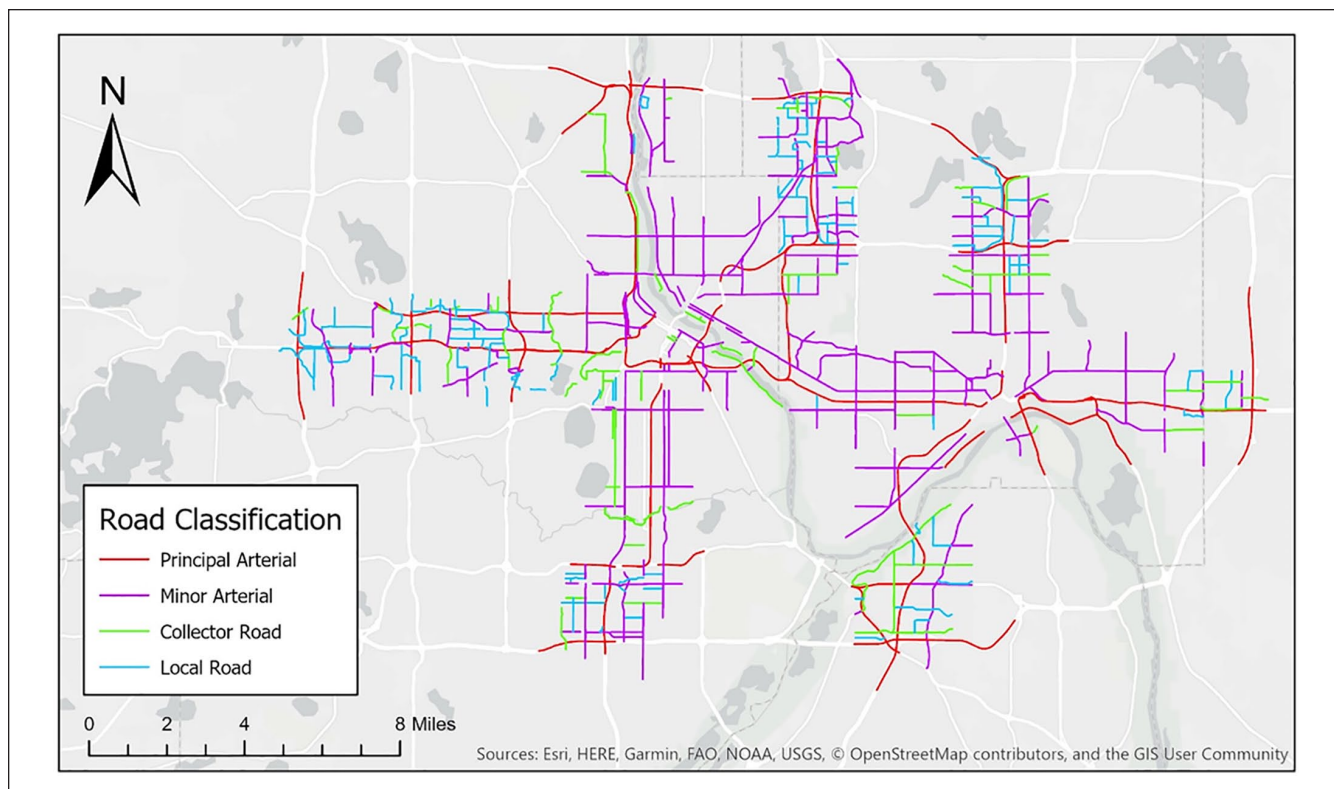 N
Road Classification
Principal Arterial
Minor Arterial
Collector Road
Local Road
0 2 4 8 Miles
Sources: Esri, HERE, Garmin, FAO, NOAA, USGS, © OpenStreetMap contributors, and the GIS User Community